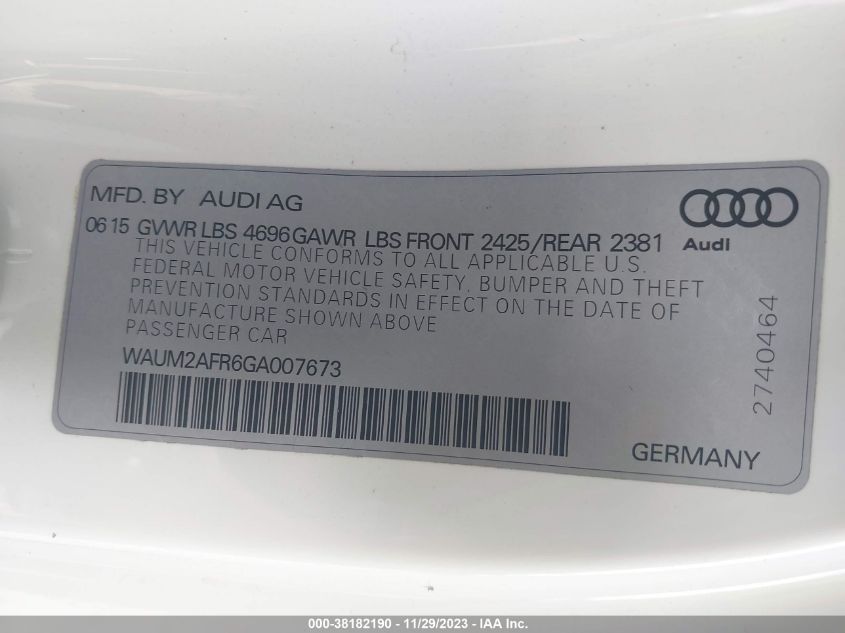 MFD. BY AUDI AG
0615 GVWR LBS 4696 GAWR LBS FRONT 2425/REAR 2381
Audi
THIS VEHICLE CONFORMS TO ALL APPLICABLE U.S.
FEDERAL MOTOR VEHICLE SAFETY, BUMPER AND THEFT
PREVENTION STANDARDS IN EFFECT ON THE DATE OF
MANUFACTURE SHOWN ABOVE
PASSENGER CAR
WAUM2AFR6GA007673
2740464
GERMANY
000-38182190 - 11/29/2023 - IAA Inc.